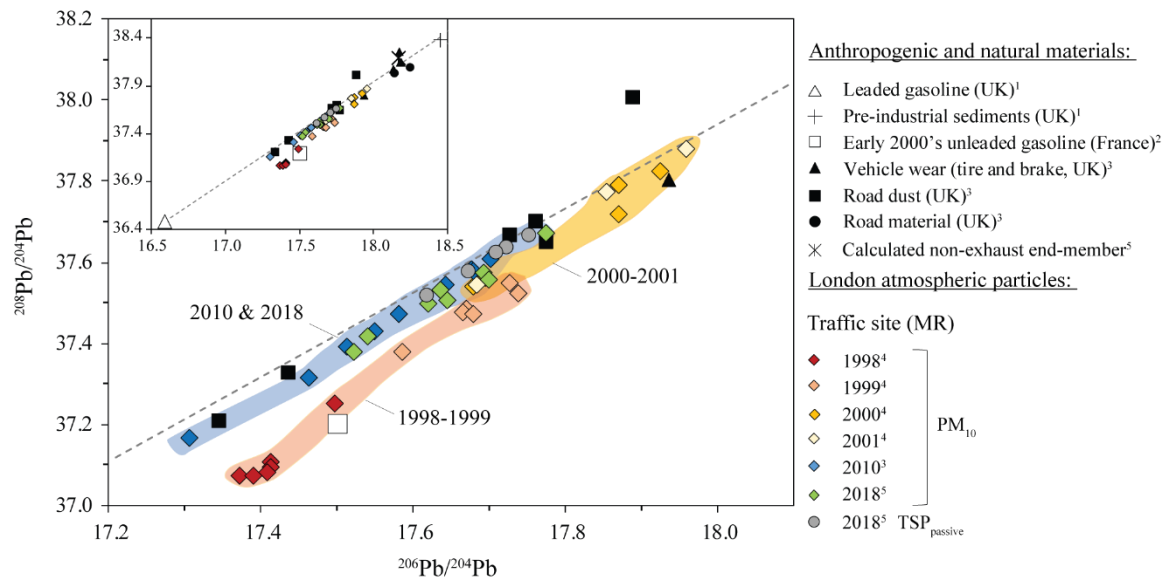 38.2
38.0
37.8
37.6
37.4
37.2
37.0
²⁰⁸Pb/²⁰⁴Pb
17.2
17.4
17.6
17.8
18.0
²⁰⁶Pb/²⁰⁴Pb
38.4
37.9
37.4
36.9
36.4
16.5
17.0
17.5
18.0
18.5
2000-2001
2010 & 2018
1998-1999
Anthropogenic and natural materials:
Leaded gasoline (UK)¹
Pre-industrial sediments (UK)¹
Early 2000's unleaded gasoline (France)²
Vehicle wear (tire and brake, UK)³
Road dust (UK)³
Road material (UK)³
Calculated non-exhaust end-member⁵
London atmospheric particles:
Traffic site (MR)
1998⁴
1999⁴
2000⁴
2001⁴
2010³
2018⁵
PM₁₀
2018⁵ TSPpassive